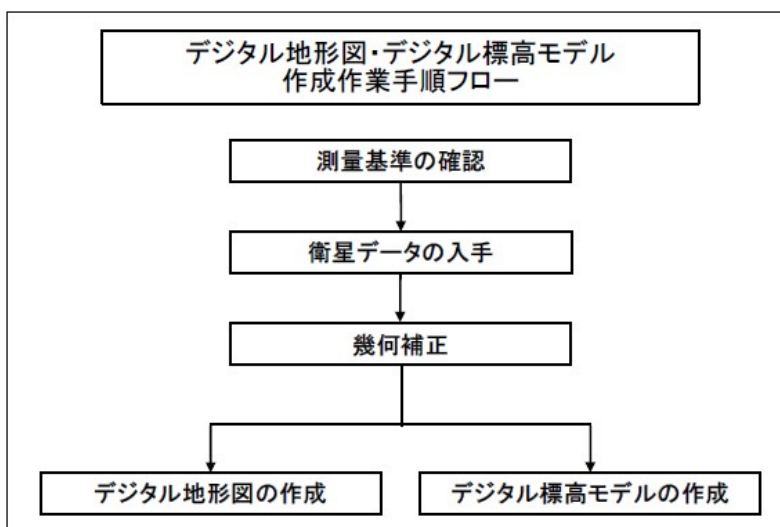 デジタル地形図・デジタル標高モデル
作成作業手順フロー
測量基準の確認
衛星データの入手
幾何補正
デジタル地形図の作成
デジタル標高モデルの作成